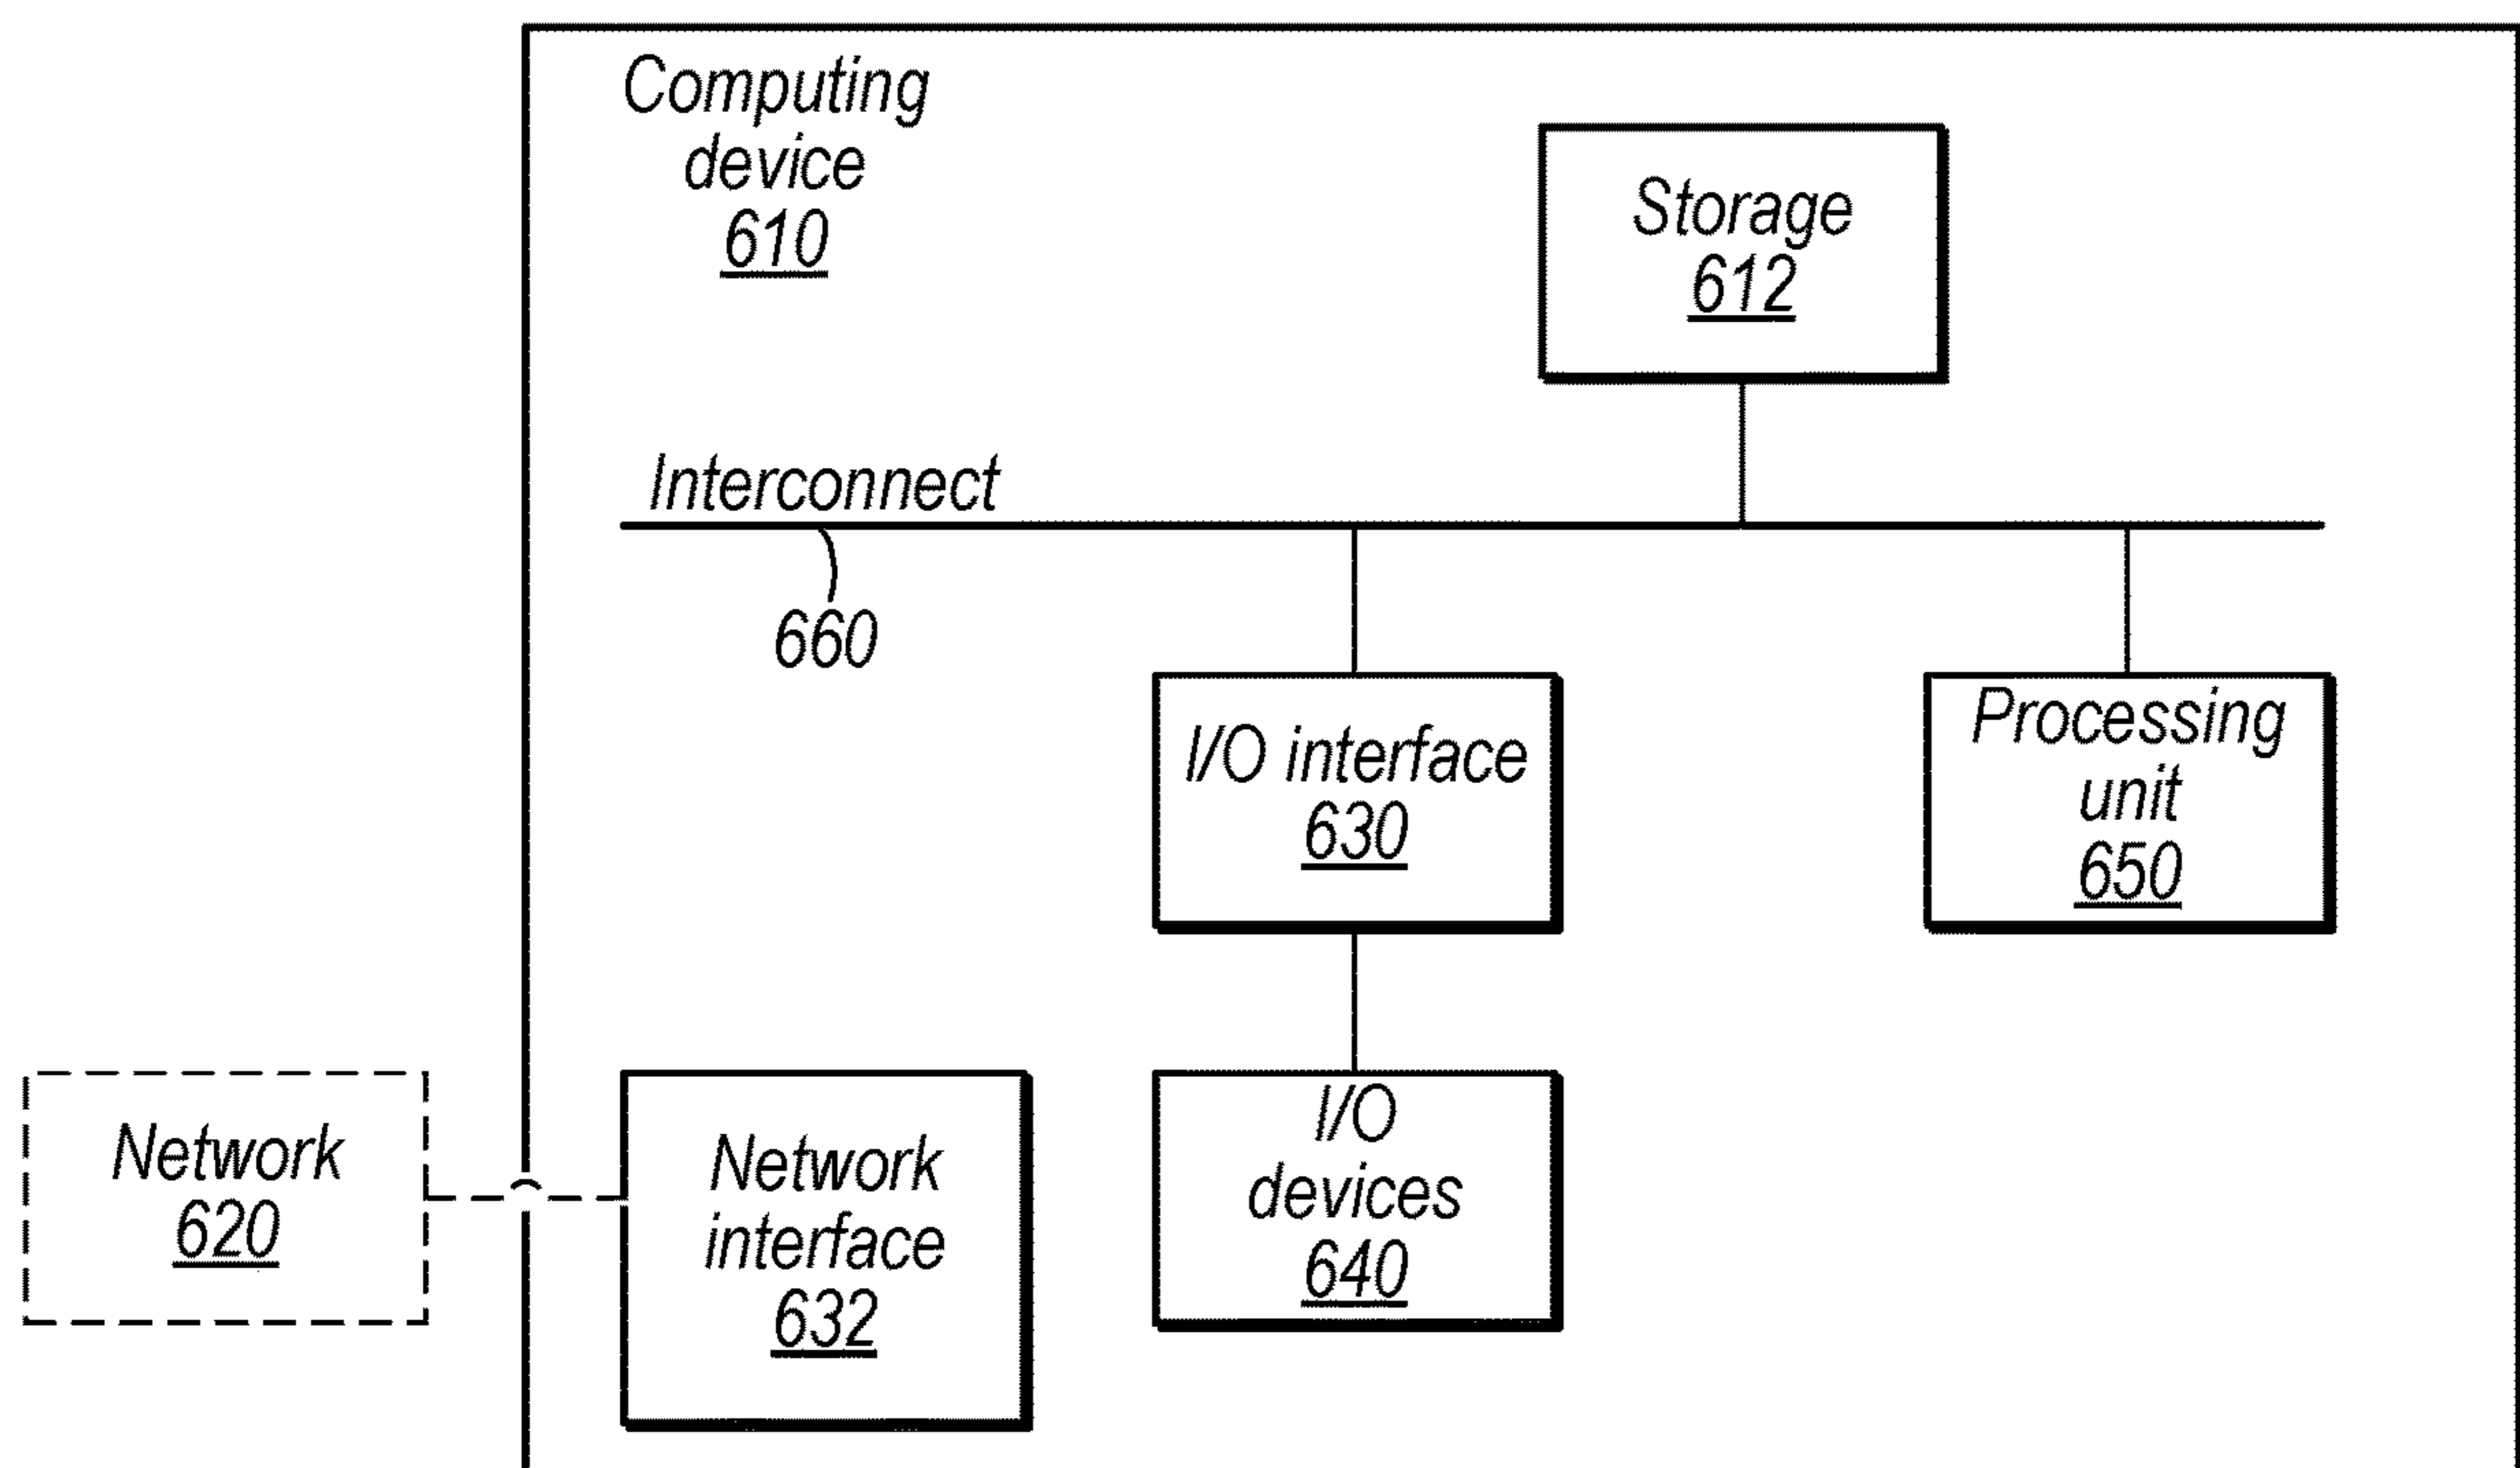 Computing
device
610
Storage
612
Interconnect
660
I/O interface
630
Processing
unit
650
Network
620
Network
interface
632
I/O
devices
640